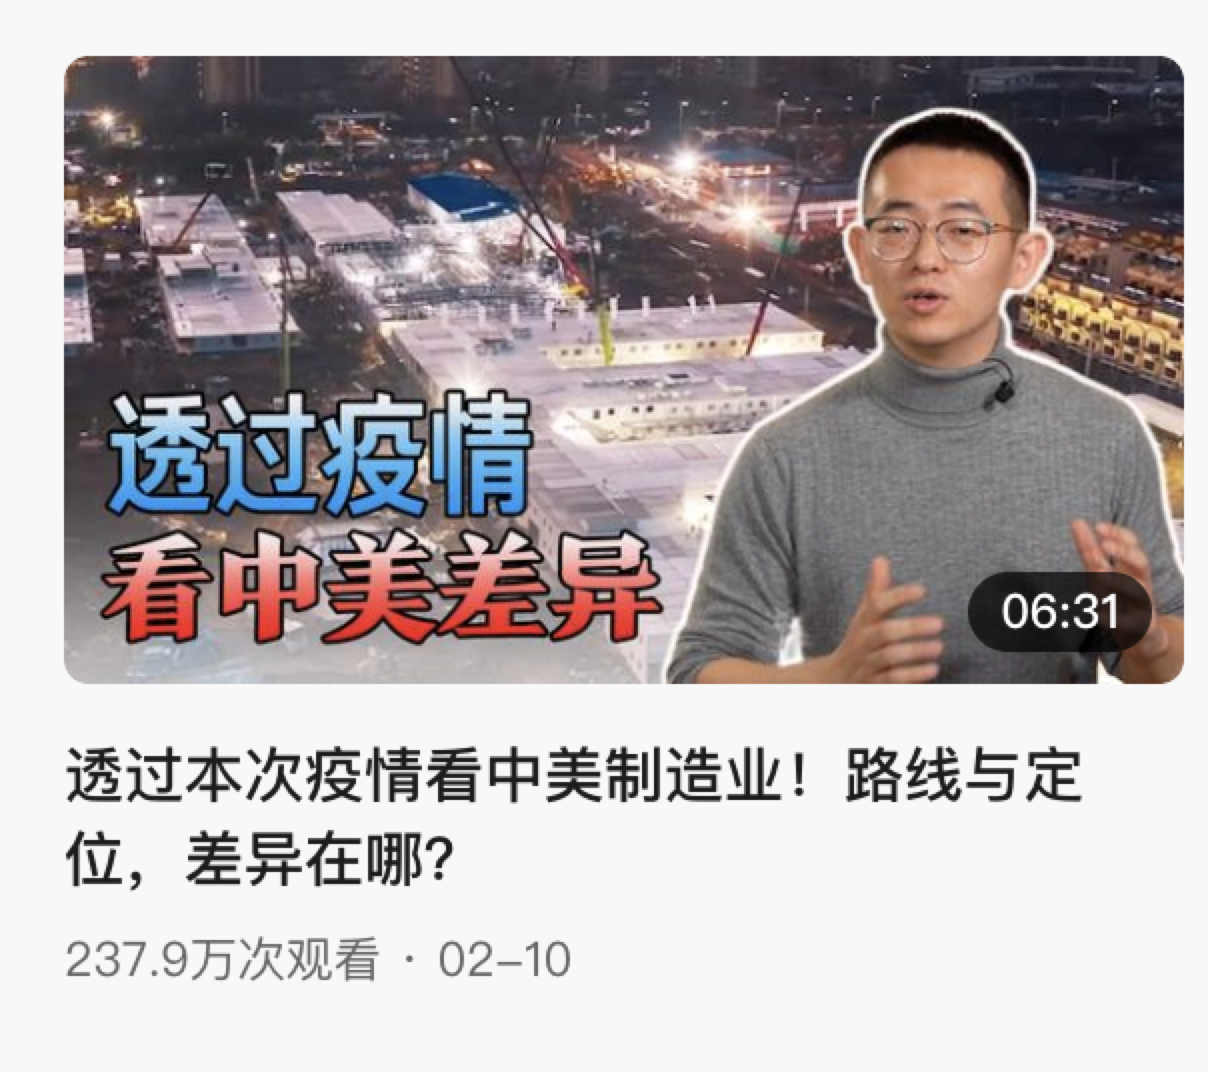 透过疫情
看中美差异
06:31
透过本次疫情看中美制造业！路线与定
位，差异在哪？
237.9万次观看 · 02-10